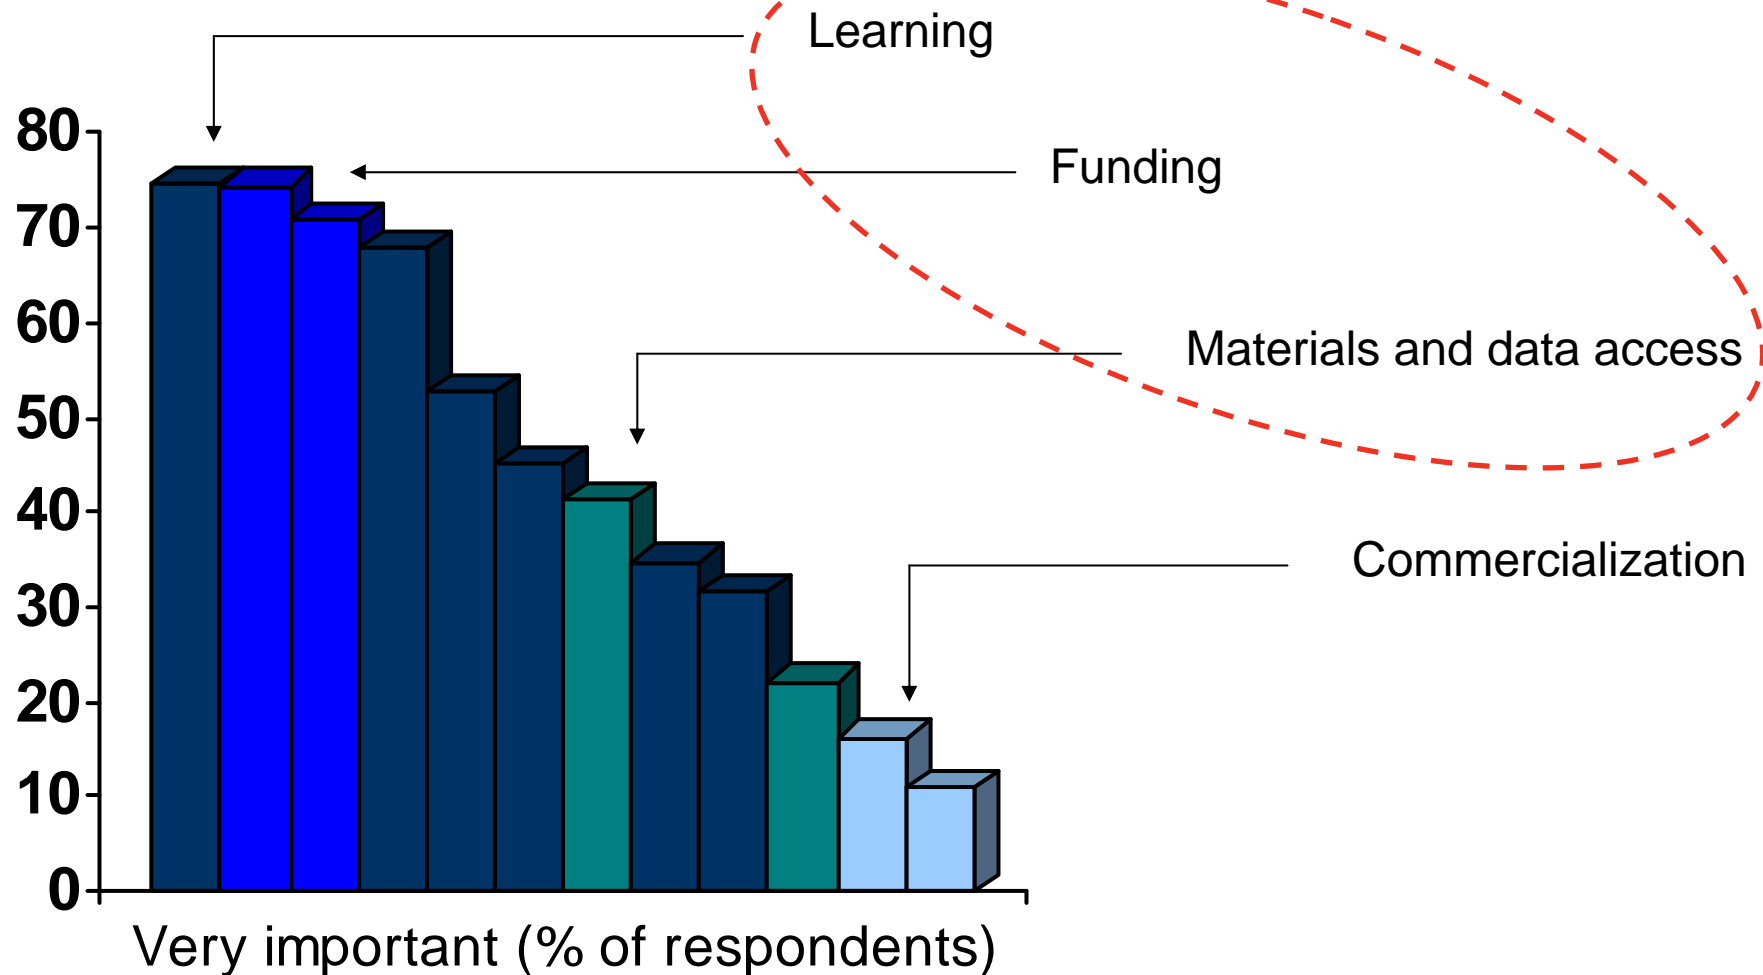 Learning
80
Funding
70
60
Materials and data access
50
40
Commercialization
30
20
10
0
Very important (% of respondents)